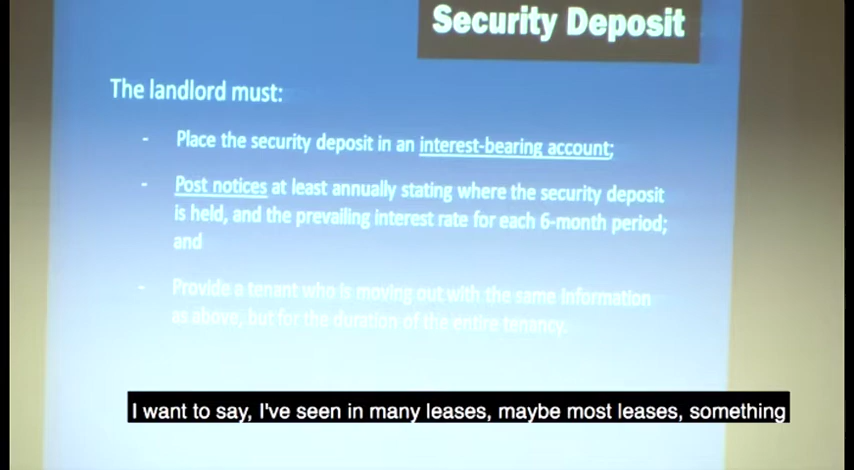 Security Deposit
The landlord must:
- Place the security deposit in an interest-bearing account;
- Post notices at least annually stating where the security deposit
is held, and the prevailing interest rate for each 6-month period;
and
- Provide a tenant who is moving out with the same information
as above, but for the duration of the entire tenancy.
I want to say, I've seen in many leases, maybe most leases, something